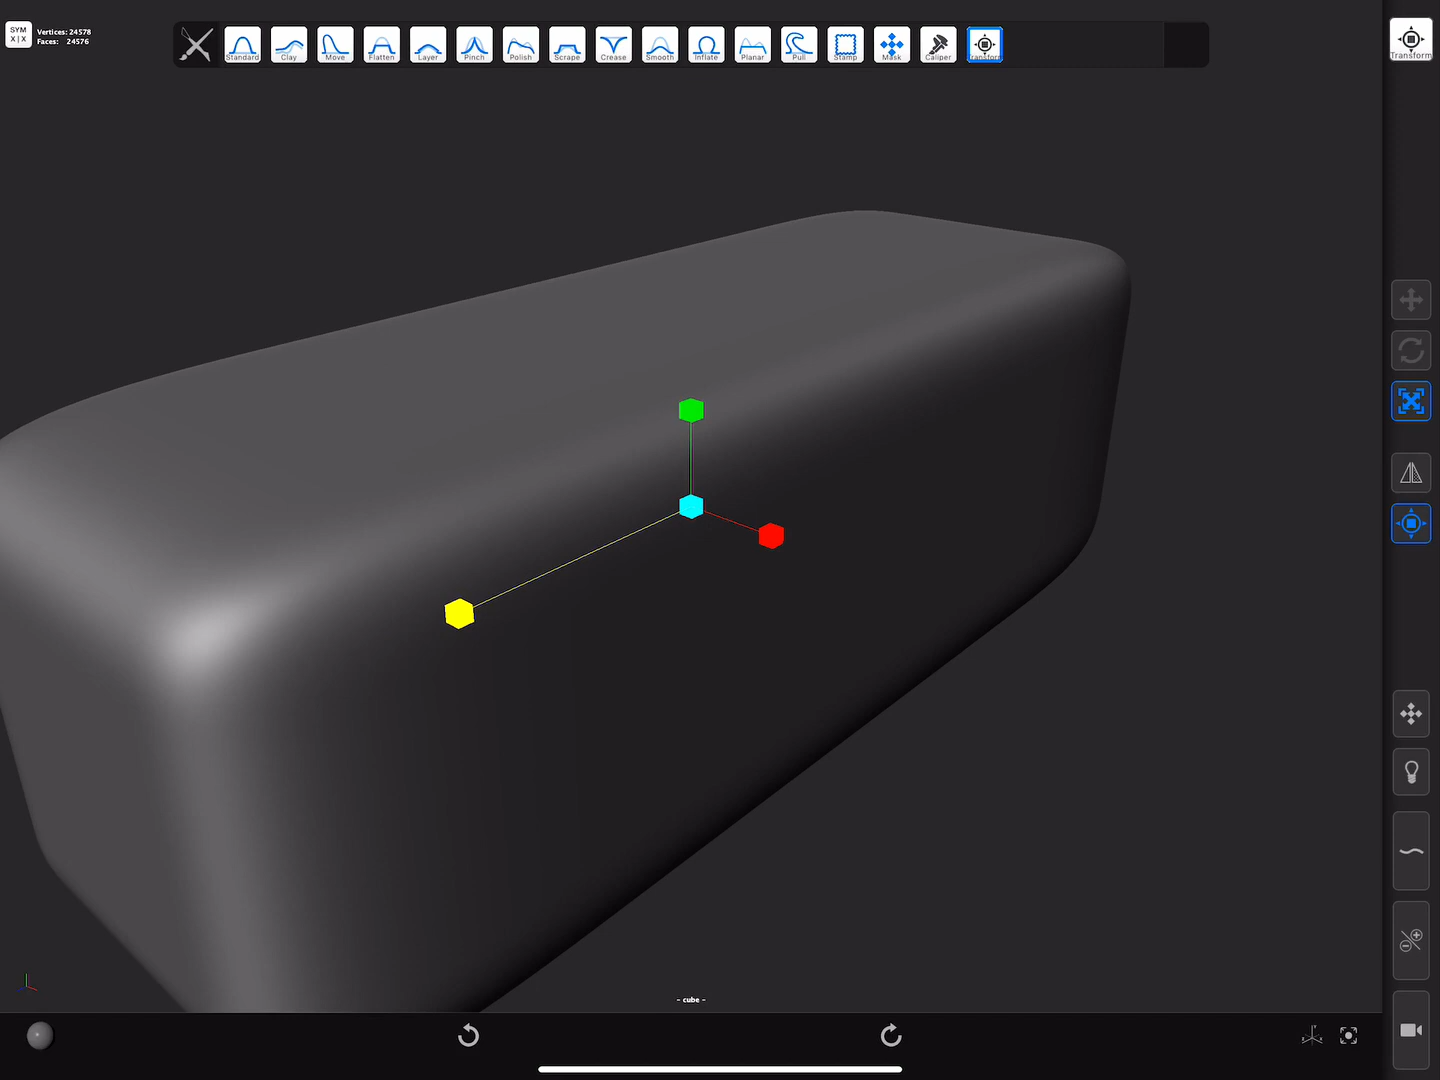 SYM
X | X
Vertices: 24578
Faces: 24576
Standard
Clay
Move
Flatten
Layer
Pinch
Polish
Scrape
Crease
Smooth
Inflate
Planar
Pull
Stamp
Mask
Caliper
Transform
- cube -